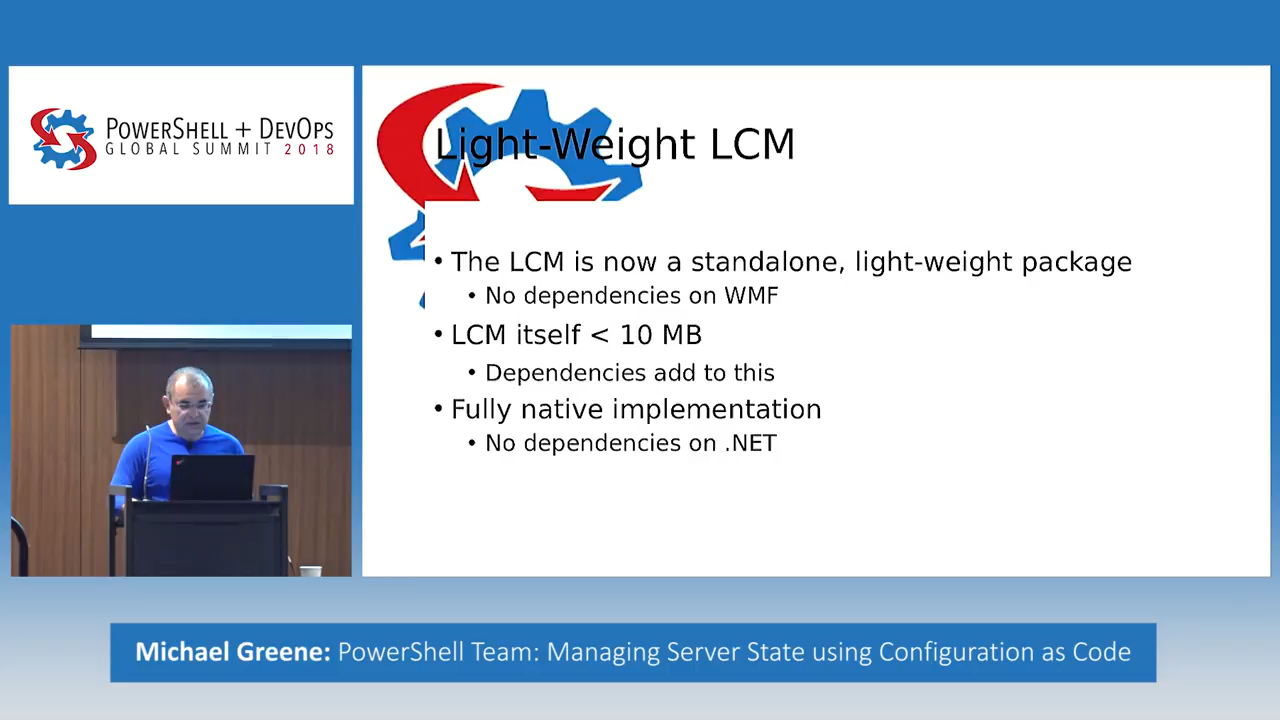 POWERSHELL + DEVOPS
GLOBAL SUMMIT 2018
Light-Weight LCM
• The LCM is now a standalone, light-weight package
• No dependencies on WMF
• LCM itself < 10 MB
• Dependencies add to this
• Fully native implementation
• No dependencies on .NET
Michael Greene: PowerShell Team: Managing Server State using Configuration as Code